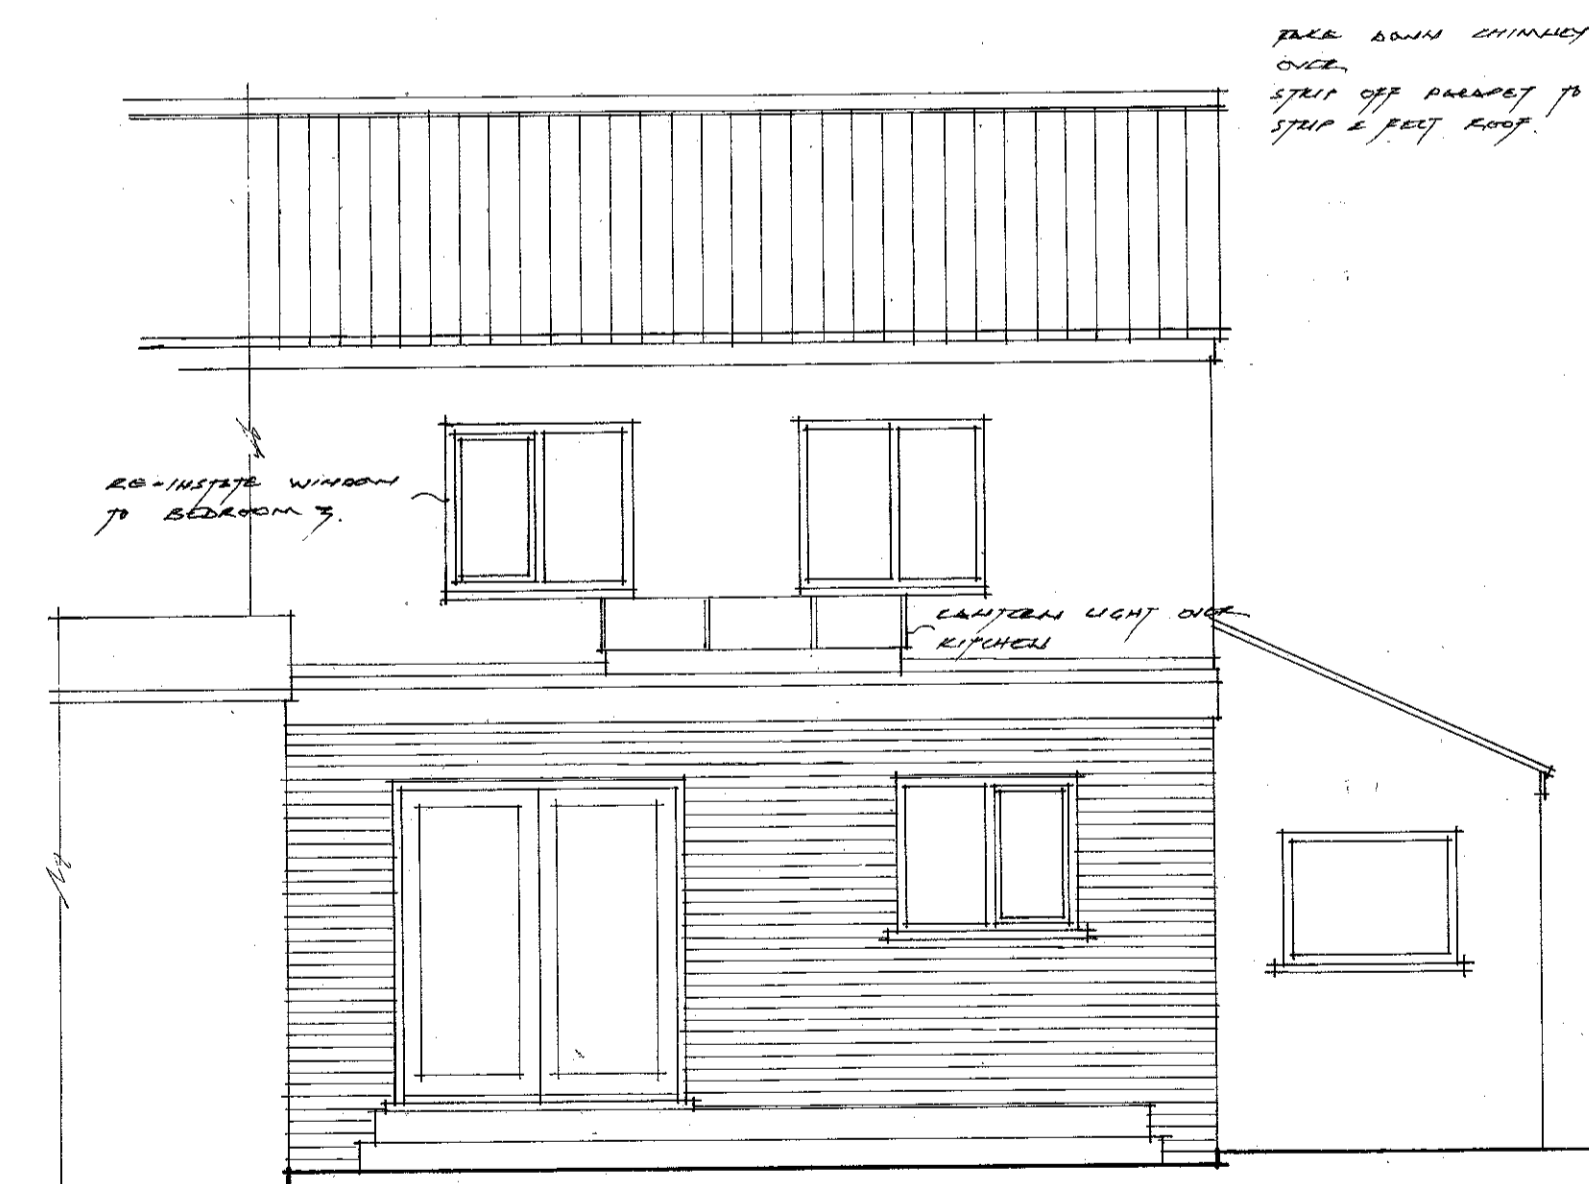 TAKE DOWN CHIMNEY
OVER
STRIP OFF PARAPET TO
STRIP & FELT ROOF.
RE-INSTATE WINDOW
TO BEDROOM 3.
LANTERN LIGHT OVER
KITCHEN